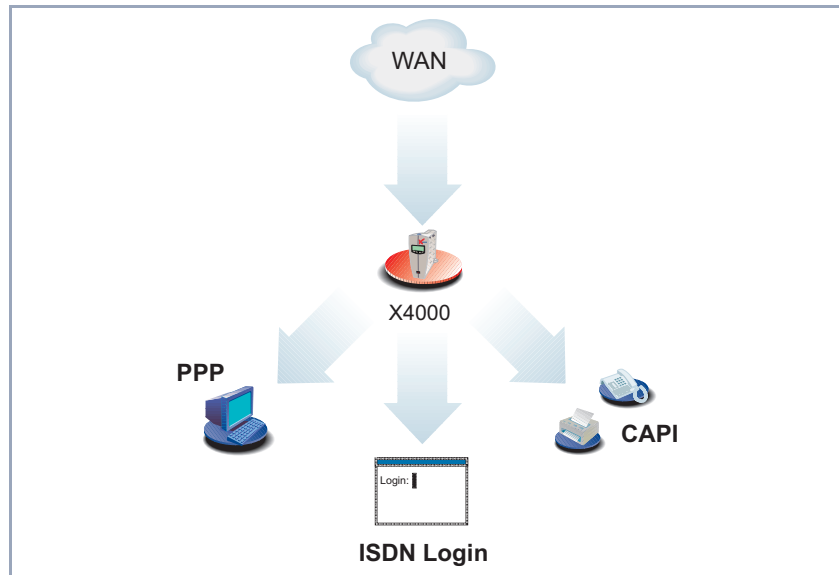 WAN
X4000
PPP
CAPI
Login:
ISDN Login